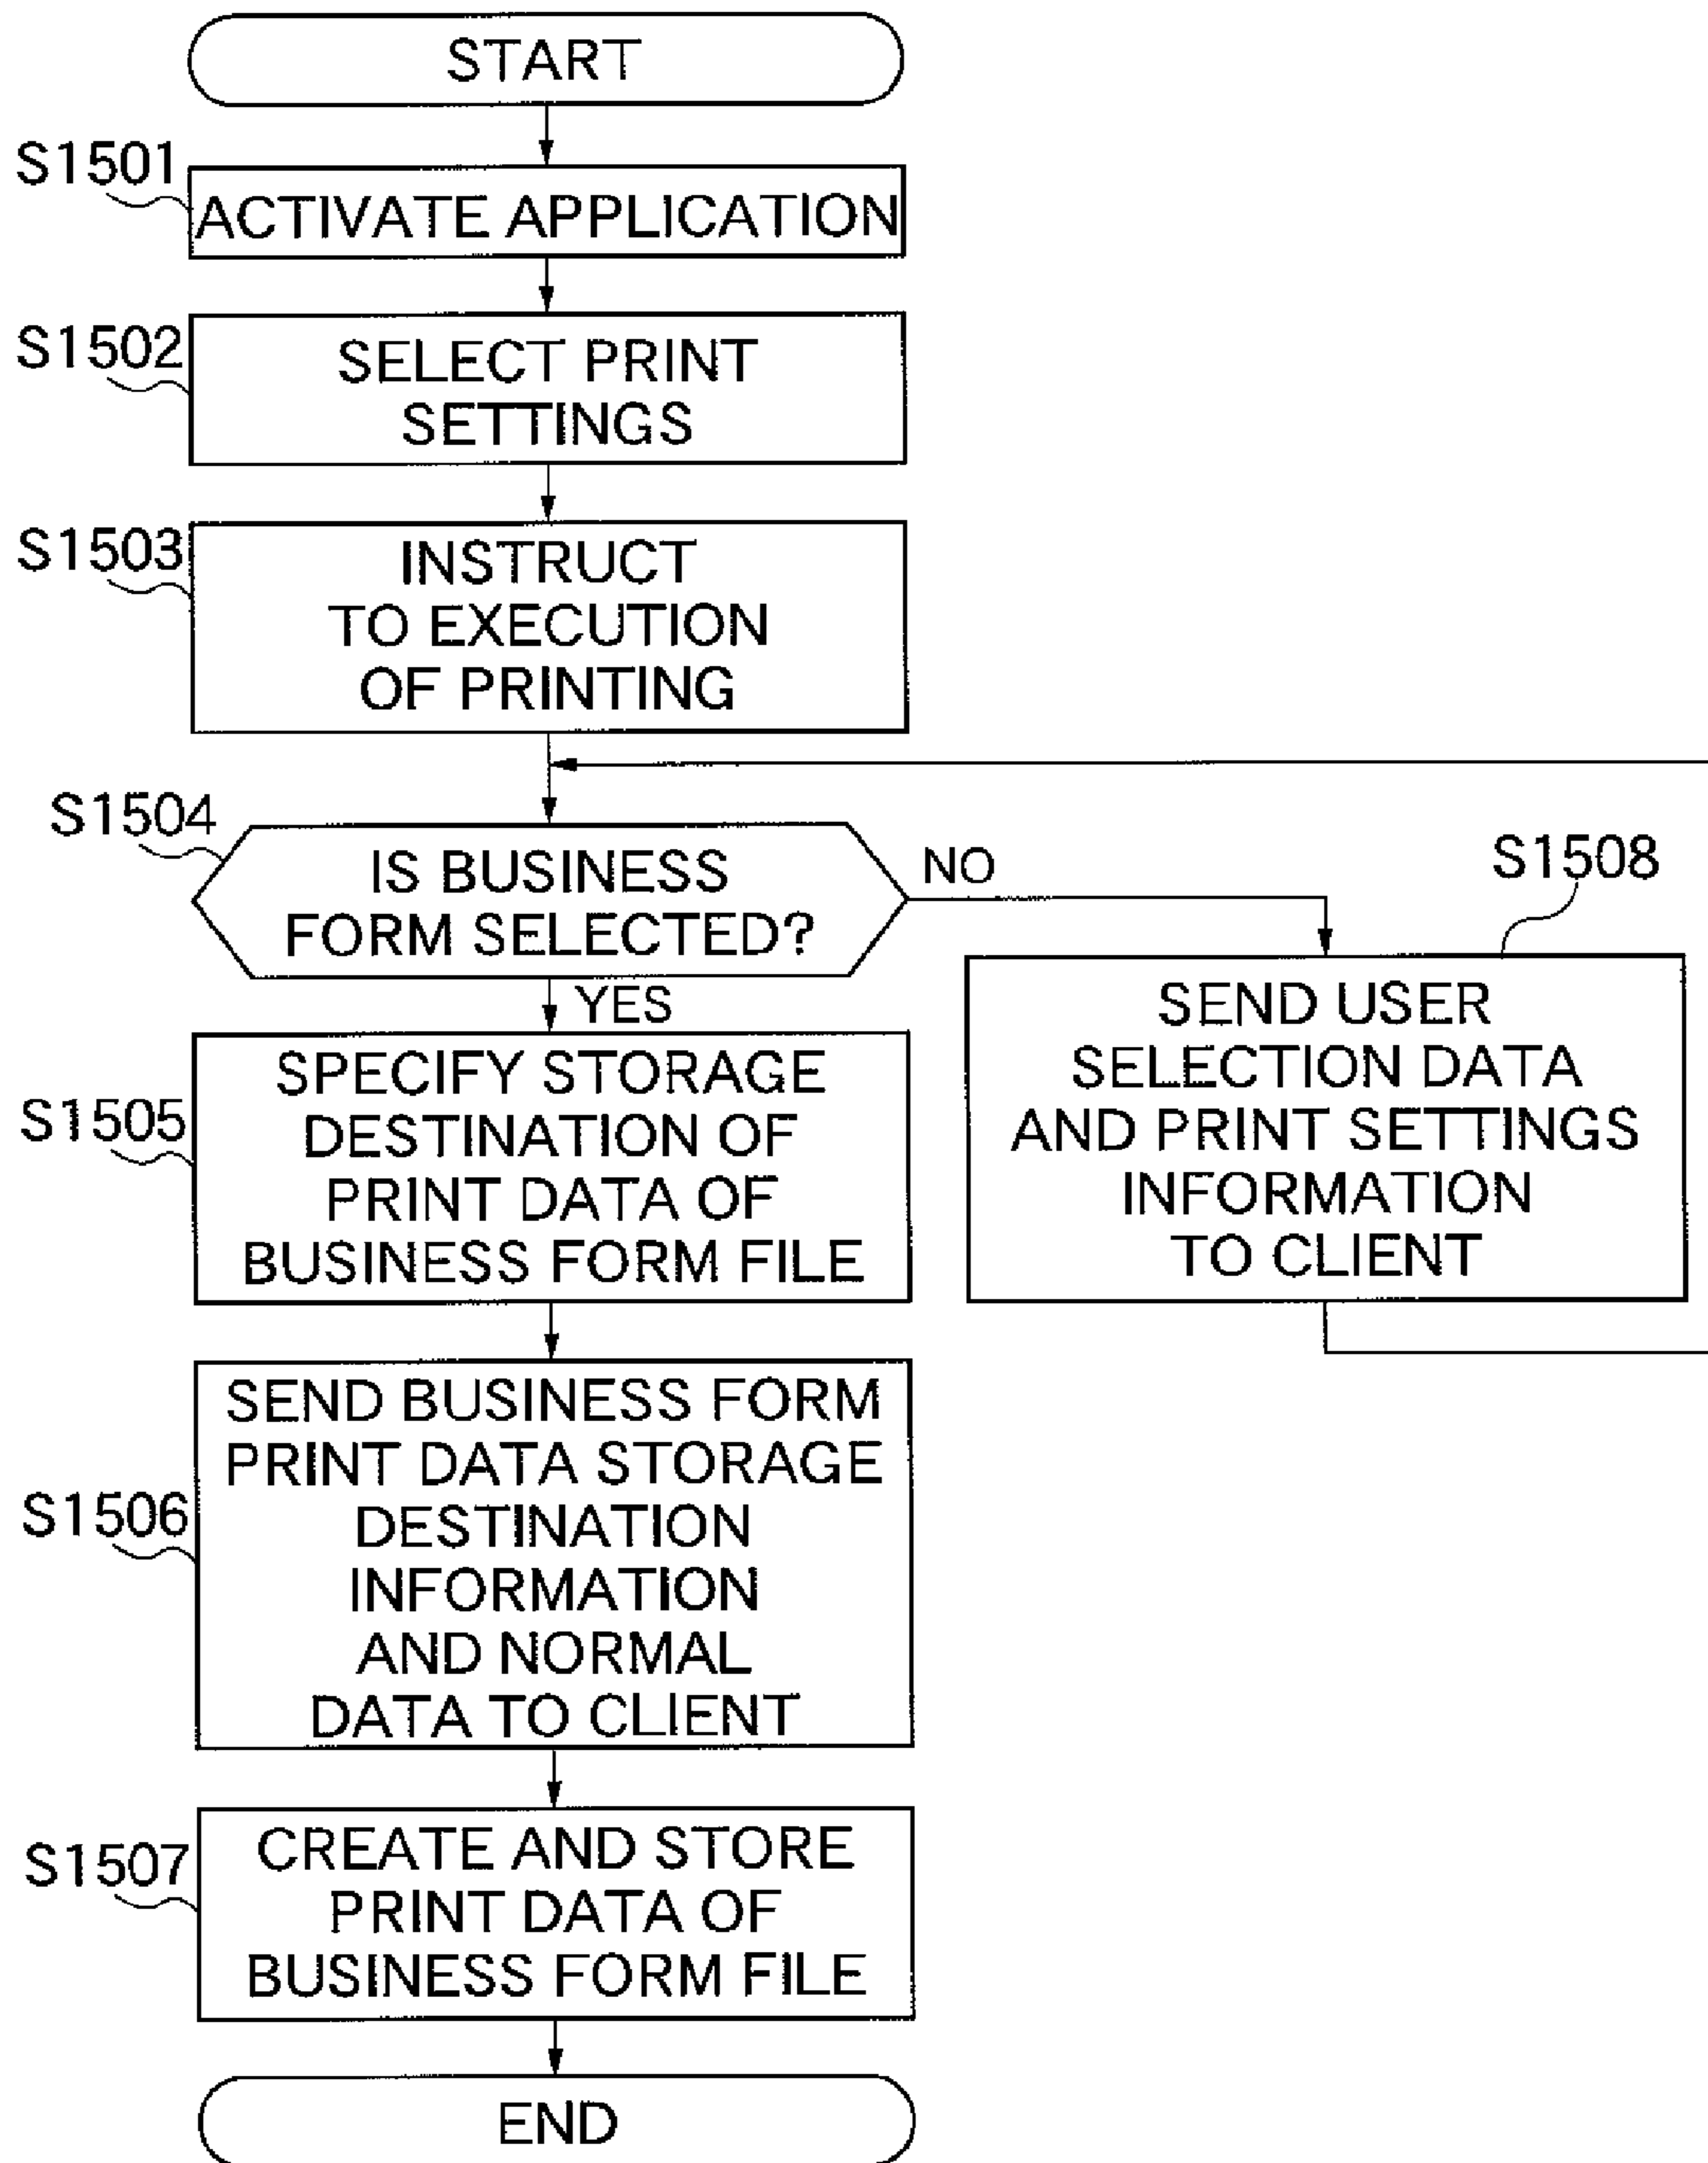 START
S1501
ACTIVATE APPLICATION
S1502
SELECT PRINT
SETTINGS
S1503
INSTRUCT
TO EXECUTION
OF PRINTING
S1504
IS BUSINESS
FORM SELECTED?
NO
YES
S1508
SEND USER
SELECTION DATA
AND PRINT SETTINGS
INFORMATION
TO CLIENT
S1505
SPECIFY STORAGE
DESTINATION OF
PRINT DATA OF
BUSINESS FORM FILE
S1506
SEND BUSINESS FORM
PRINT DATA STORAGE
DESTINATION
INFORMATION
AND NORMAL
DATA TO CLIENT
S1507
CREATE AND STORE
PRINT DATA OF
BUSINESS FORM FILE
END